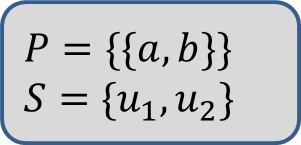 P = {{a, b}}
S = {u₁, u₂}